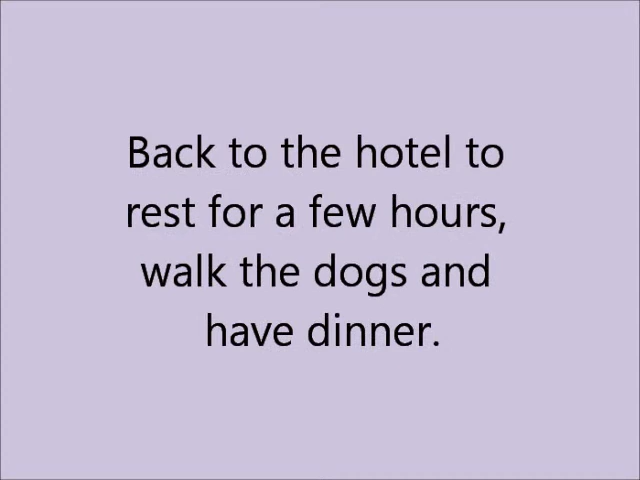 Back to the hotel to
rest for a few hours,
walk the dogs and
have dinner.